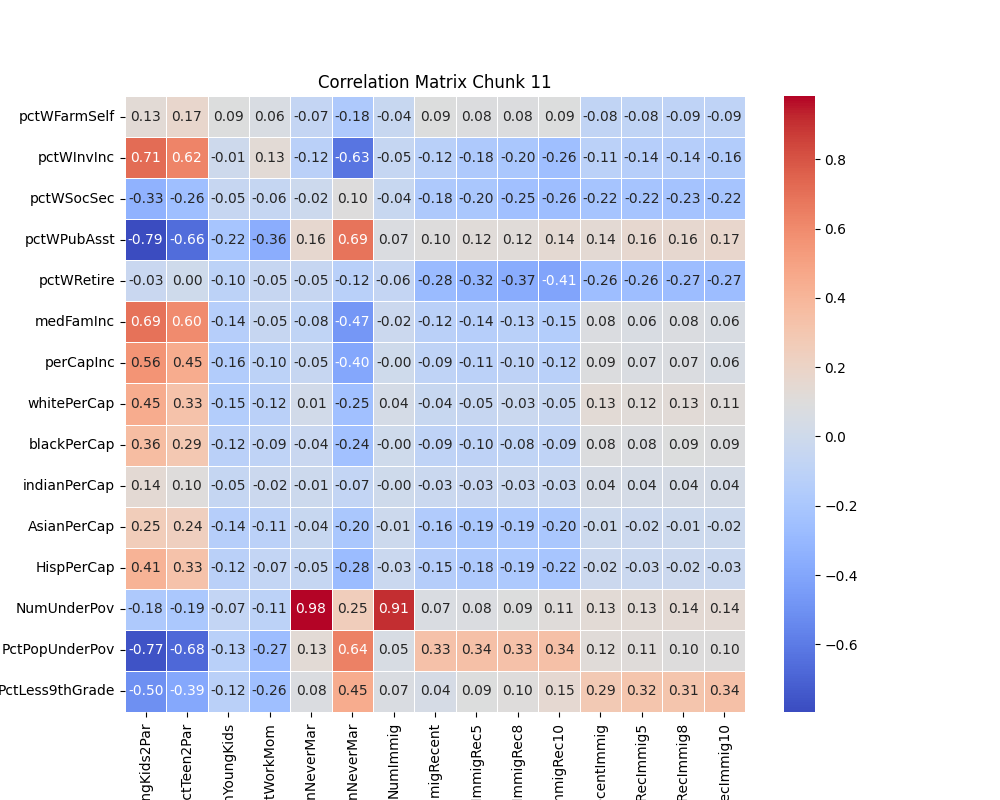 Correlation Matrix Chunk 11
pctWFarmSelf 0.13 0.17 0.09 0.06 -0.07 -0.18 -0.04 0.09 0.08 0.08 0.09 -0.08 -0.08 -0.09 -0.09
pctWInvInc 0.71 0.62 -0.01 0.13 -0.12 -0.63 -0.05 -0.12 -0.18 -0.20 -0.26 -0.11 -0.14 -0.14 -0.16
pctWSocSec -0.33 -0.26 -0.05 -0.06 -0.02 0.10 -0.04 -0.18 -0.20 -0.25 -0.26 -0.22 -0.22 -0.23 -0.22
pctWPubAsst -0.79 -0.66 -0.22 -0.36 0.16 0.69 0.07 0.10 0.12 0.12 0.14 0.14 0.16 0.16 0.17
pctWRetire -0.03 0.00 -0.10 -0.05 -0.05 -0.12 -0.06 -0.28 -0.32 -0.37 -0.41 -0.26 -0.26 -0.27 -0.27
medFamInc 0.69 0.60 -0.14 -0.05 -0.08 -0.47 -0.02 -0.12 -0.14 -0.13 -0.15 0.08 0.06 0.08 0.06
perCapInc 0.56 0.45 -0.16 -0.10 -0.05 -0.40 -0.00 -0.09 -0.11 -0.10 -0.12 0.09 0.07 0.07 0.06
whitePerCap 0.45 0.33 -0.15 -0.12 0.01 -0.25 0.04 -0.04 -0.05 -0.03 -0.05 0.13 0.12 0.13 0.11
blackPerCap 0.36 0.29 -0.12 -0.09 -0.04 -0.24 -0.00 -0.09 -0.10 -0.08 -0.09 0.08 0.08 0.09 0.09
indianPerCap 0.14 0.10 -0.05 -0.02 -0.01 -0.07 -0.00 -0.03 -0.03 -0.03 -0.03 0.04 0.04 0.04 0.04
AsianPerCap 0.25 0.24 -0.14 -0.11 -0.04 -0.20 -0.01 -0.16 -0.19 -0.19 -0.20 -0.01 -0.02 -0.01 -0.02
HispPerCap 0.41 0.33 -0.12 -0.07 -0.05 -0.28 -0.03 -0.15 -0.18 -0.19 -0.22 -0.02 -0.03 -0.02 -0.03
NumUnderPov -0.18 -0.19 -0.07 -0.11 0.98 0.25 0.91 0.07 0.08 0.09 0.11 0.13 0.13 0.14 0.14
PctPopUnderPov -0.77 -0.68 -0.13 -0.27 0.13 0.64 0.05 0.33 0.34 0.33 0.34 0.12 0.11 0.10 0.10
PctLess9thGrade -0.50 -0.39 -0.12 -0.26 0.08 0.45 0.07 0.04 0.09 0.10 0.15 0.29 0.32 0.31 0.34
ngKids2Par
ctTeen2Par
nYoungKids
tWorkMom
nNeverMar
nNeverMar
NumImmig
migRecent
ImmigRec5
ImmigRec8
nmigRec10
centImmig
RecImmig5
RecImmig8
ecImmig10
0.8
0.6
0.4
0.2
0.0
−0.2
−0.4
−0.6